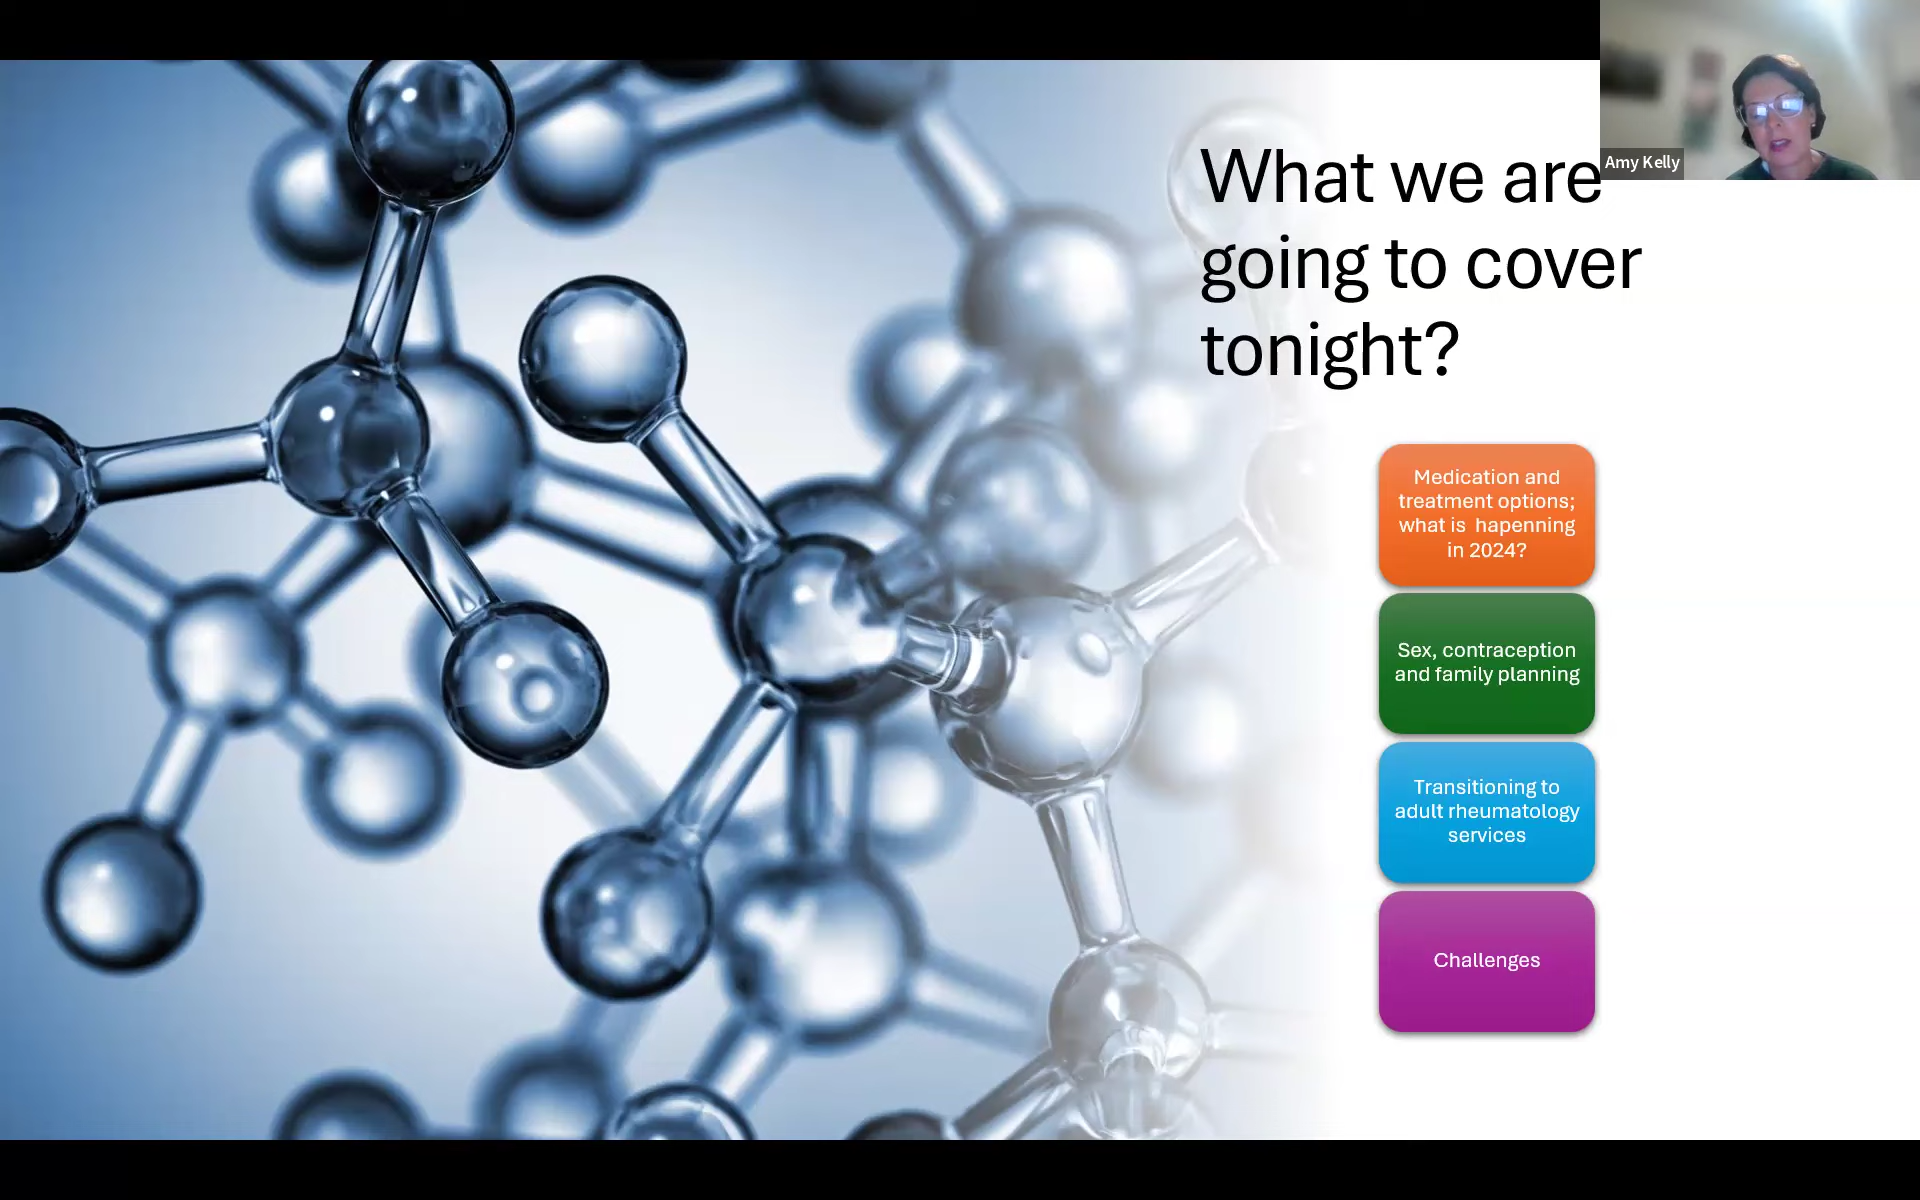 What we are
going to cover
tonight?
Amy Kelly
Medication and
treatment options;
what is  hapenning
in 2024?
Sex, contraception
and family planning
Transitioning to
adult rheumatology
services
Challenges